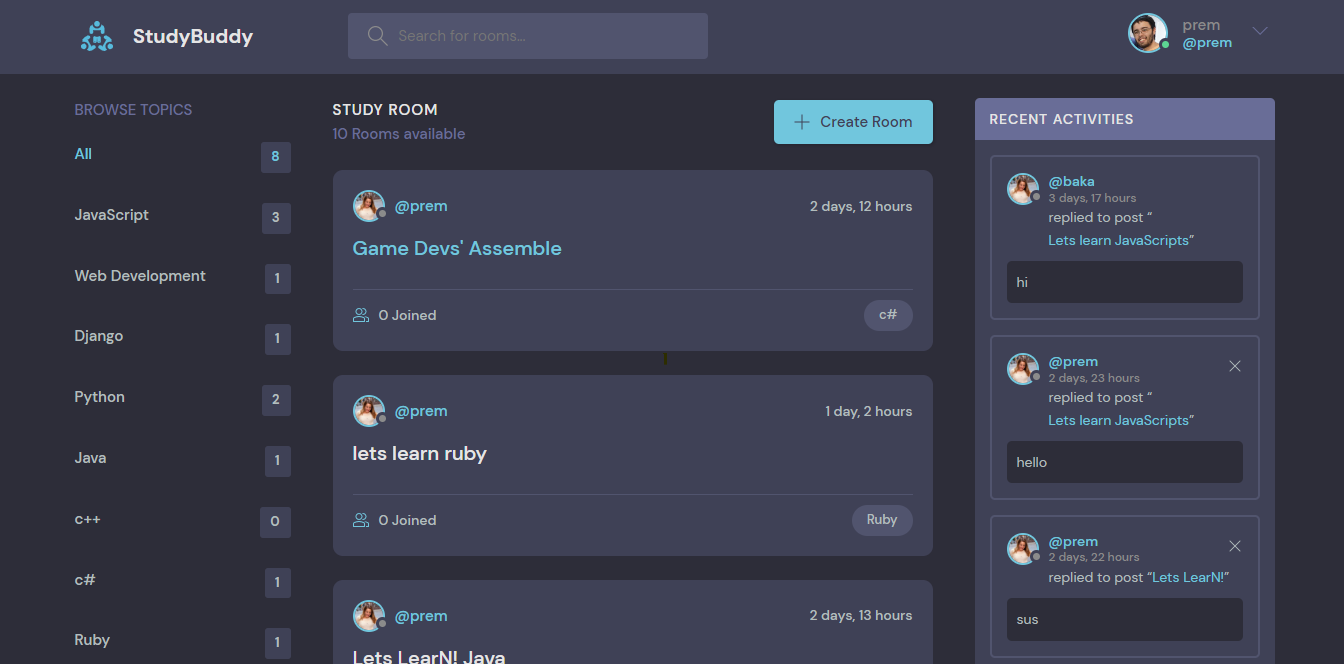 StudyBuddy
Search for rooms...
prem
@prem
BROWSE TOPICS
All 8
JavaScript 3
Web Development 1
Django 1
Python 2
Java 1
c++ 0
c# 1
Ruby 1
STUDY ROOM
10 Rooms available
Create Room
@prem 2 days, 12 hours
Game Devs' Assemble
0 Joined c#
@prem 1 day, 2 hours
lets learn ruby
0 Joined Ruby
@prem 2 days, 13 hours
Lets LearN! Java
RECENT ACTIVITIES
@baka
3 days, 17 hours
replied to post “
Lets learn JavaScripts”
hi
@prem
2 days, 23 hours
replied to post “
Lets learn JavaScripts”
hello
@prem
2 days, 22 hours
replied to post “Lets LearN!”
sus